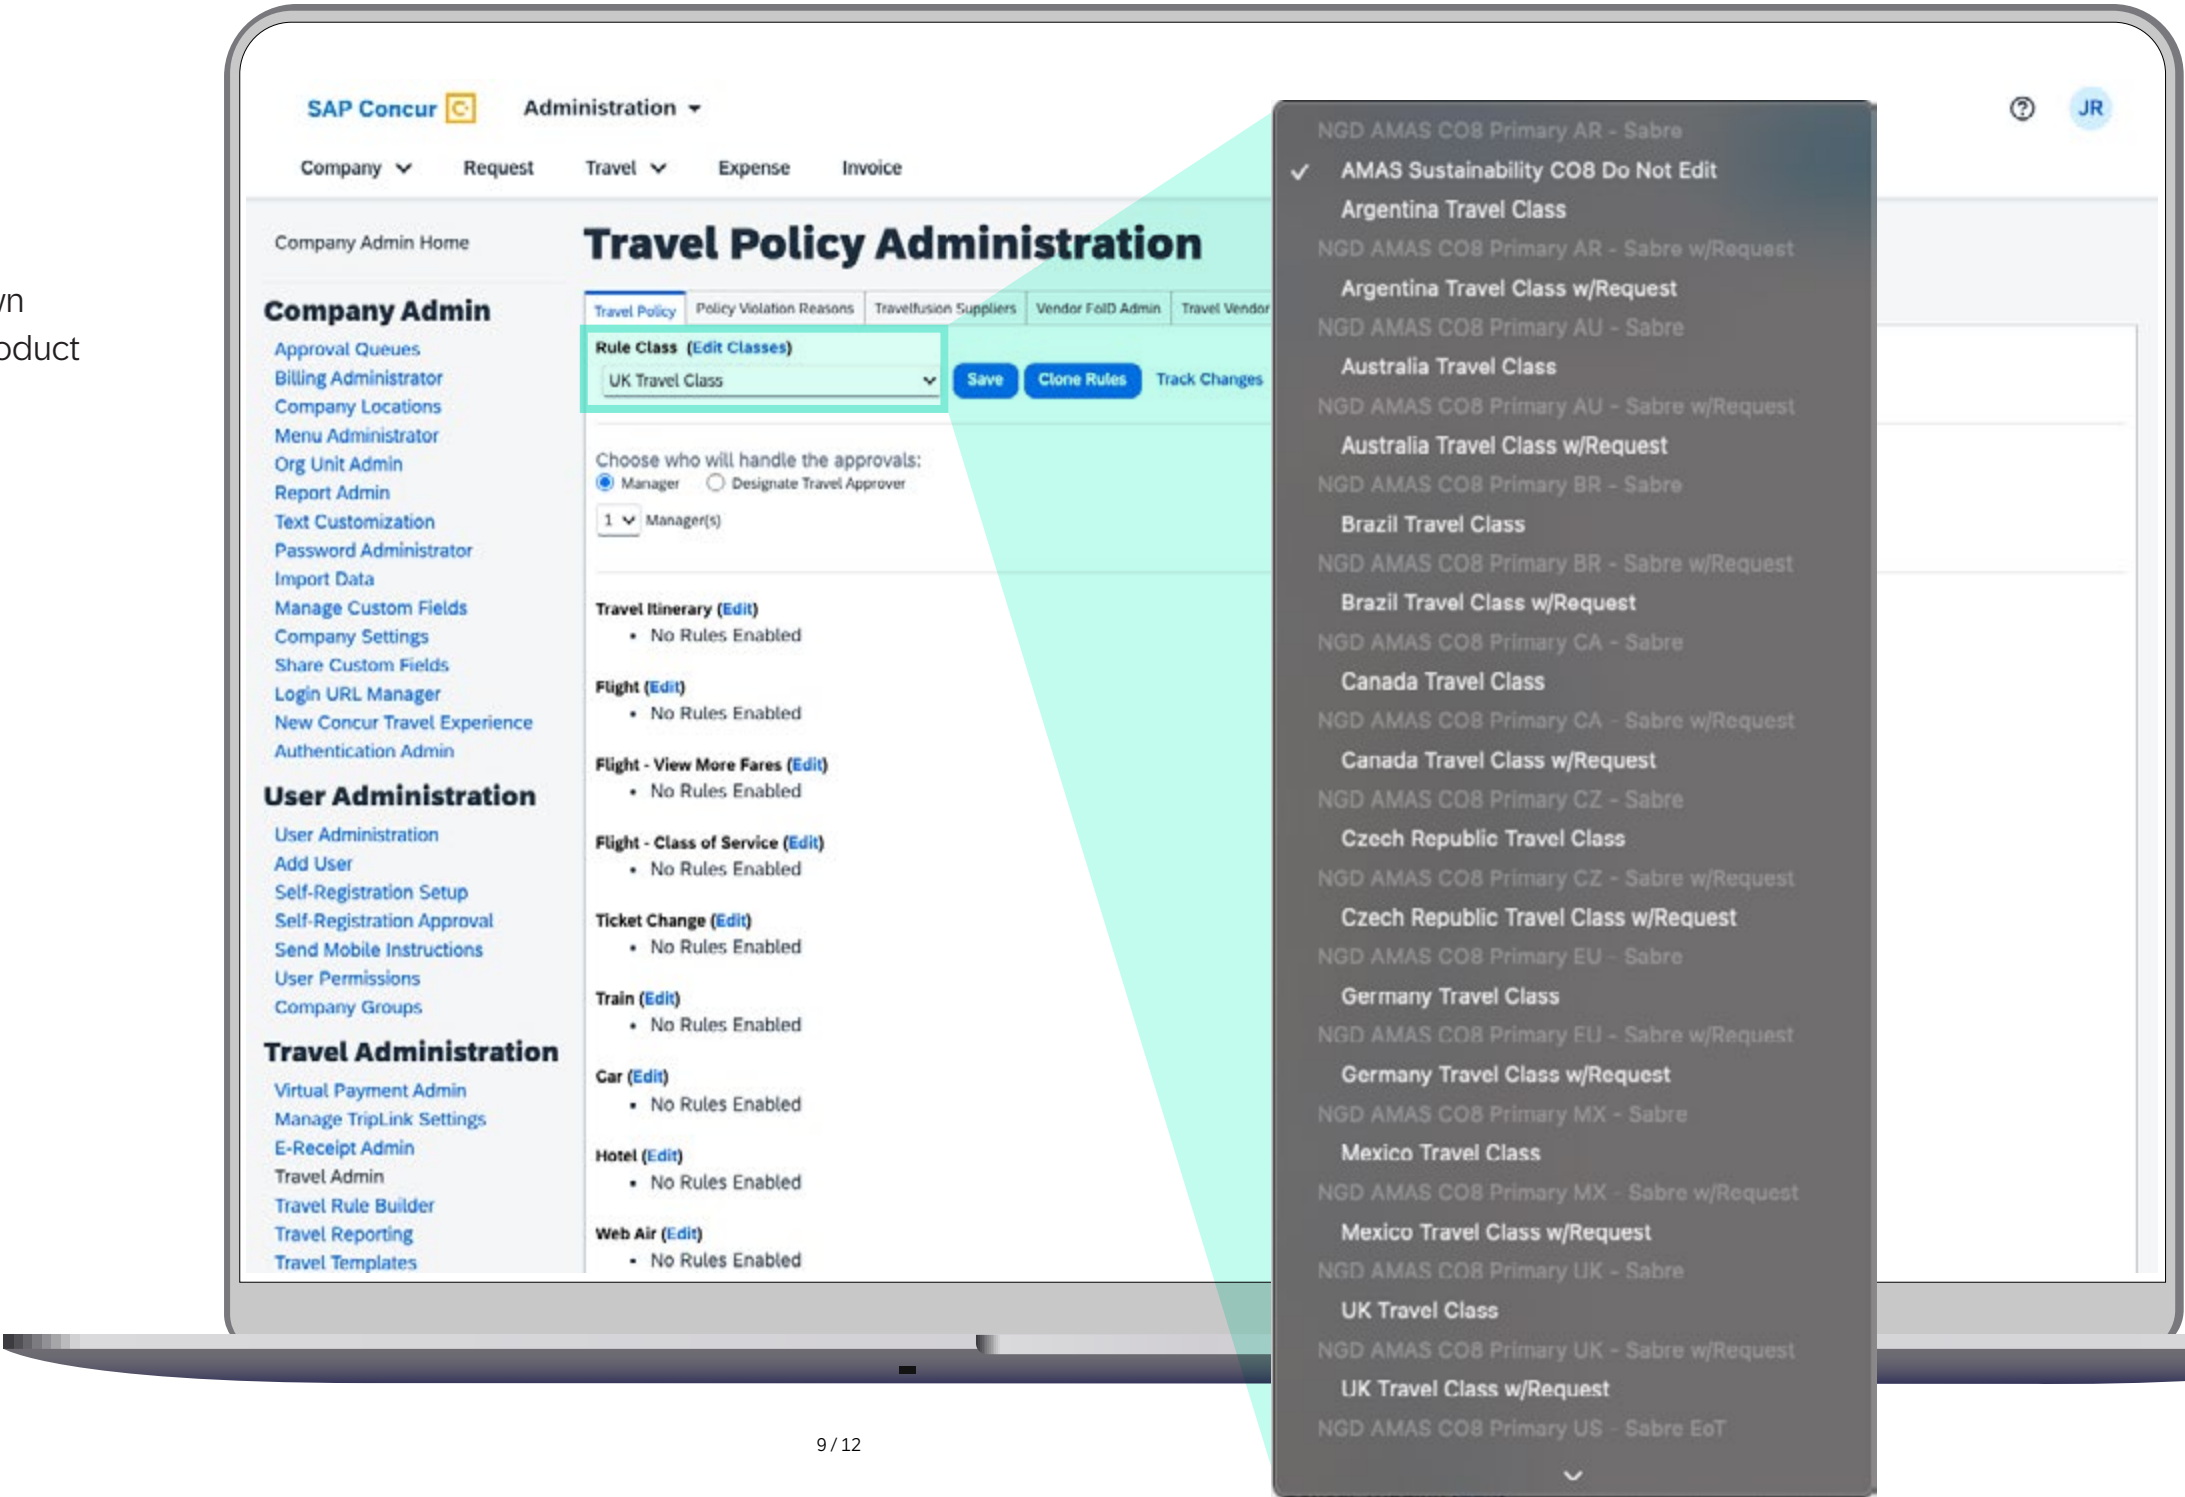 SAP Concur C Administration
JR
Company Request Travel Expense Invoice
Company Admin Home
Company Admin
Approval Queues
Billing Administrator
Company Locations
Menu Administrator
Org Unit Admin
Report Admin
Text Customization
Password Administrator
Import Data
Manage Custom Fields
Company Settings
Share Custom Fields
Login URL Manager
New Concur Travel Experience
Authentication Admin
User Administration
User Administration
Add User
Self-Registration Setup
Self-Registration Approval
Send Mobile Instructions
User Permissions
Company Groups
Travel Administration
Virtual Payment Admin
Manage TripLink Settings
E-Receipt Admin
Travel Admin
Travel Rule Builder
Travel Reporting
Travel Templates
Travel Policy Administration
Travel Policy Policy Violation Reasons Travelfusion Suppliers Vendor FoID Admin Travel Vendor
Rule Class (Edit Classes)
UK Travel Class Save Clone Rules Track Changes
Choose who will handle the approvals:
Manager Designate Travel Approver
1 Manager(s)
Travel Itinerary (Edit)
• No Rules Enabled
Flight (Edit)
• No Rules Enabled
Flight - View More Fares (Edit)
• No Rules Enabled
Flight - Class of Service (Edit)
• No Rules Enabled
Ticket Change (Edit)
• No Rules Enabled
Train (Edit)
• No Rules Enabled
Car (Edit)
• No Rules Enabled
Hotel (Edit)
• No Rules Enabled
Web Air (Edit)
• No Rules Enabled
NGD AMAS CO8 Primary AR - Sabre
✓ AMAS Sustainability CO8 Do Not Edit
Argentina Travel Class
NGD AMAS CO8 Primary AR - Sabre w/Request
Argentina Travel Class w/Request
NGD AMAS CO8 Primary AU - Sabre
Australia Travel Class
NGD AMAS CO8 Primary AU - Sabre w/Request
Australia Travel Class w/Request
NGD AMAS CO8 Primary BR - Sabre
Brazil Travel Class
NGD AMAS CO8 Primary BR - Sabre w/Request
Brazil Travel Class w/Request
NGD AMAS CO8 Primary CA - Sabre
Canada Travel Class
NGD AMAS CO8 Primary CA - Sabre w/Request
Canada Travel Class w/Request
NGD AMAS CO8 Primary CZ - Sabre
Czech Republic Travel Class
NGD AMAS CO8 Primary CZ - Sabre w/Request
Czech Republic Travel Class w/Request
NGD AMAS CO8 Primary EU - Sabre
Germany Travel Class
NGD AMAS CO8 Primary EU - Sabre w/Request
Germany Travel Class w/Request
NGD AMAS CO8 Primary MX - Sabre
Mexico Travel Class
NGD AMAS CO8 Primary MX - Sabre w/Request
Mexico Travel Class w/Request
NGD AMAS CO8 Primary UK - Sabre
UK Travel Class
NGD AMAS CO8 Primary UK - Sabre w/Request
UK Travel Class w/Request
NGD AMAS CO8 Primary US - Sabre EoT
9 / 12